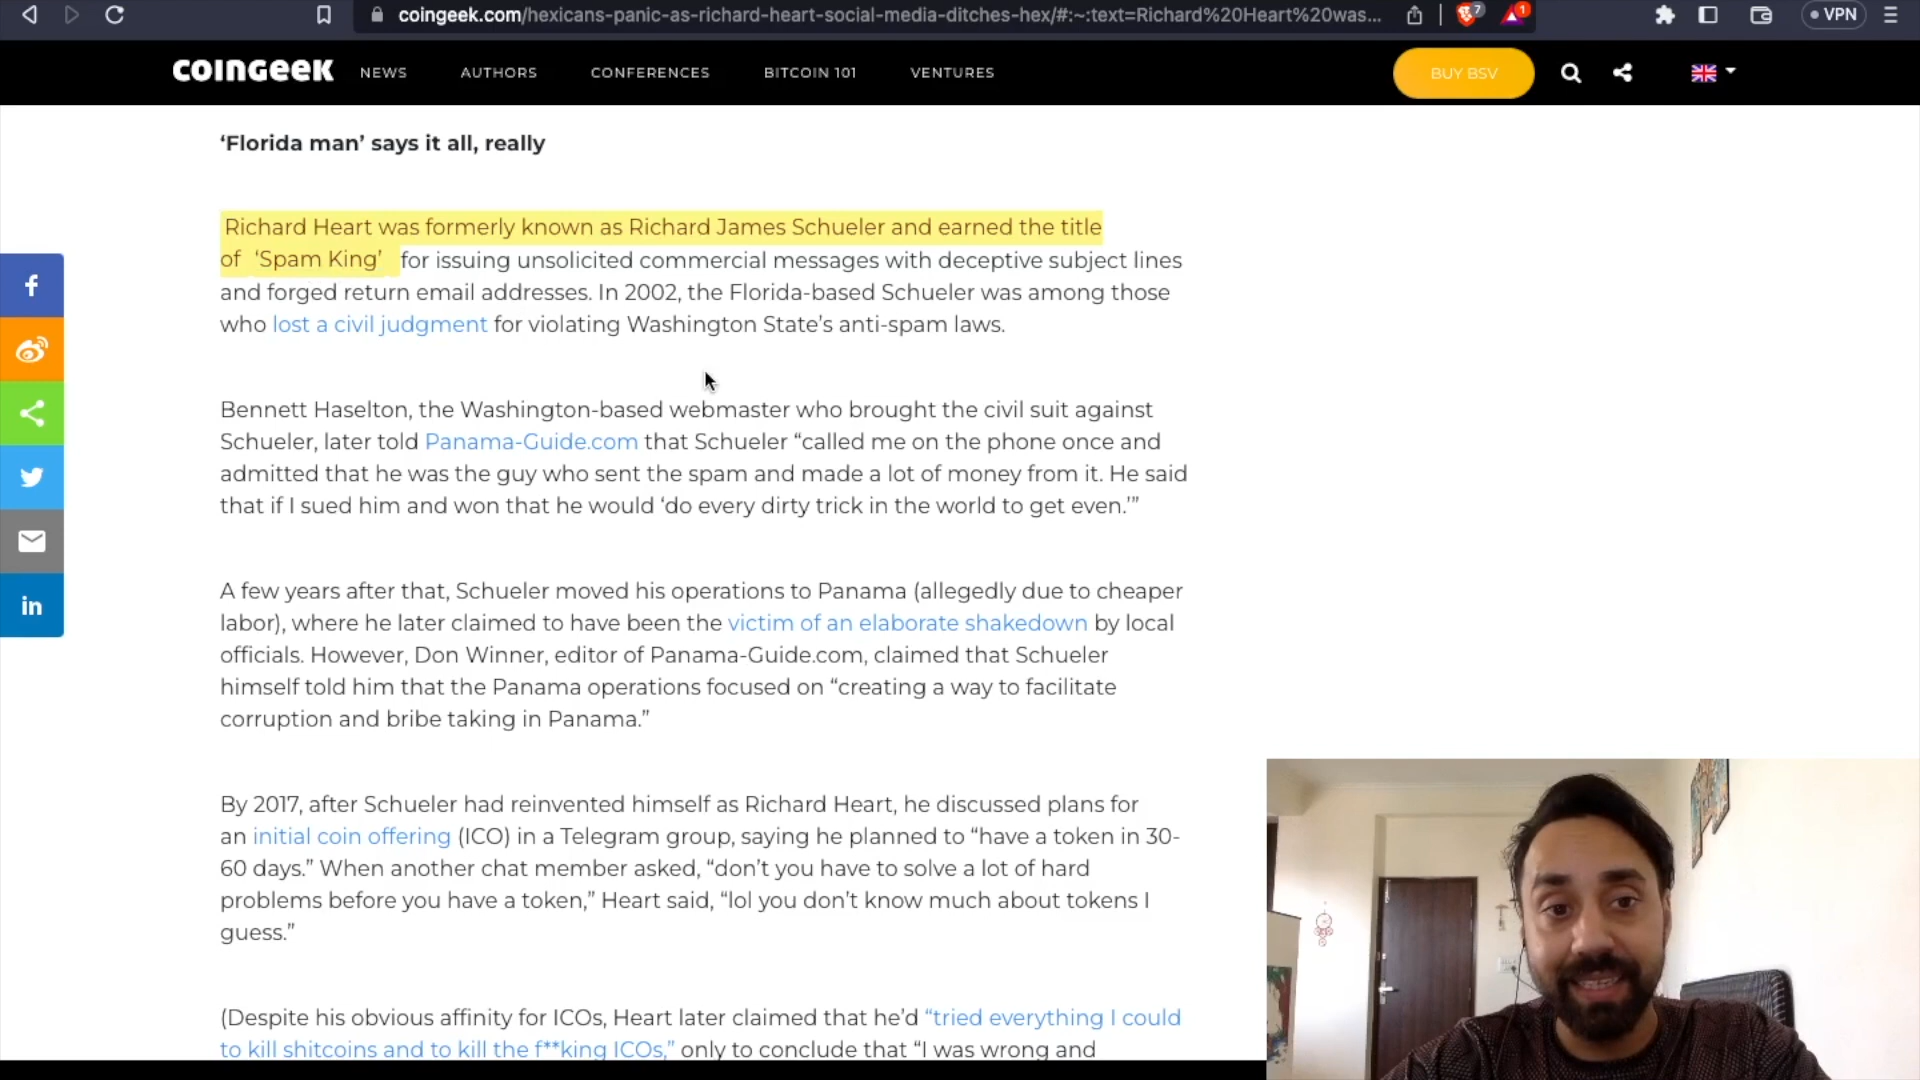 coingeek.com/hexicans-panic-as-richard-heart-social-media-ditches-hex/#:~:text=Richard%20Heart%20was...
7
1
VPN
COINGEEK
NEWS
AUTHORS
CONFERENCES
BITCOIN 101
VENTURES
BUY BSV
‘Florida man’ says it all, really
Richard Heart was formerly known as Richard James Schueler and earned the title
of ‘Spam King’ for issuing unsolicited commercial messages with deceptive subject lines
and forged return email addresses. In 2002, the Florida-based Schueler was among those
who lost a civil judgment for violating Washington State’s anti-spam laws.
Bennett Haselton, the Washington-based webmaster who brought the civil suit against
Schueler, later told Panama-Guide.com that Schueler “called me on the phone once and
admitted that he was the guy who sent the spam and made a lot of money from it. He said
that if I sued him and won that he would ‘do every dirty trick in the world to get even.’”
A few years after that, Schueler moved his operations to Panama (allegedly due to cheaper
labor), where he later claimed to have been the victim of an elaborate shakedown by local
officials. However, Don Winner, editor of Panama-Guide.com, claimed that Schueler
himself told him that the Panama operations focused on “creating a way to facilitate
corruption and bribe taking in Panama.”
By 2017, after Schueler had reinvented himself as Richard Heart, he discussed plans for
an initial coin offering (ICO) in a Telegram group, saying he planned to “have a token in 30-
60 days.” When another chat member asked, “don’t you have to solve a lot of hard
problems before you have a token,” Heart said, “lol you don’t know much about tokens I
guess.”
(Despite his obvious affinity for ICOs, Heart later claimed that he’d “tried everything I could
to kill shitcoins and to kill the f**king ICOs,” only to conclude that “I was wrong and